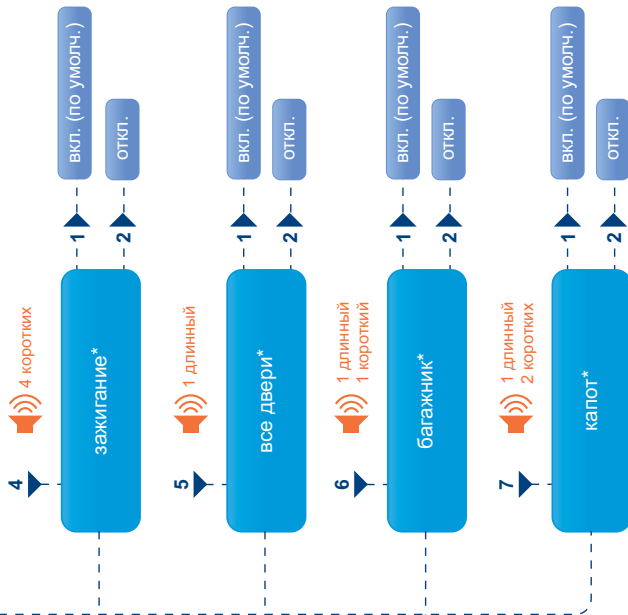 4
4 коротких
зажигание*
1
вкл. (по умолч.)
2
откл.
5
1 длинный
все двери*
1
вкл. (по умолч.)
2
откл.
6
1 длинный
1 короткий
багажник*
1
вкл. (по умолч.)
2
откл.
7
1 длинный
2 коротких
капот*
1
вкл. (по умолч.)
2
откл.